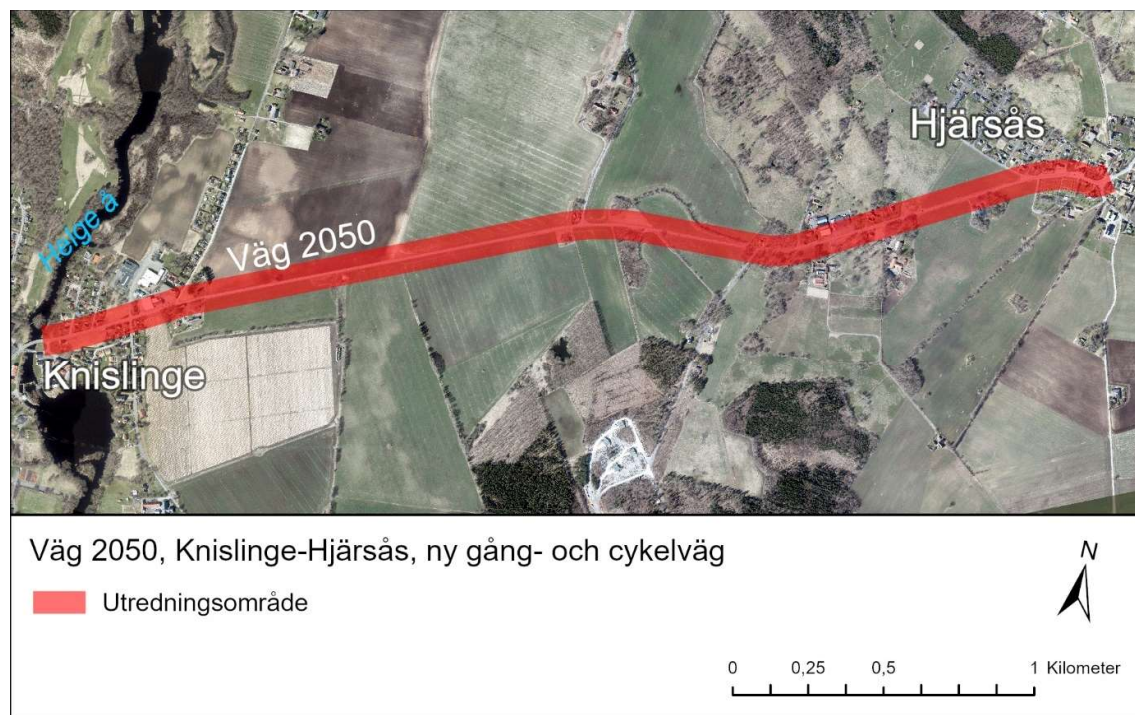 Hjärsås
Helge å
Väg 2050
Knislinge
Väg 2050, Knislinge-Hjärsås, ny gång- och cykelväg
Utredningsområde
N
0 0,25 0,5 1 Kilometer